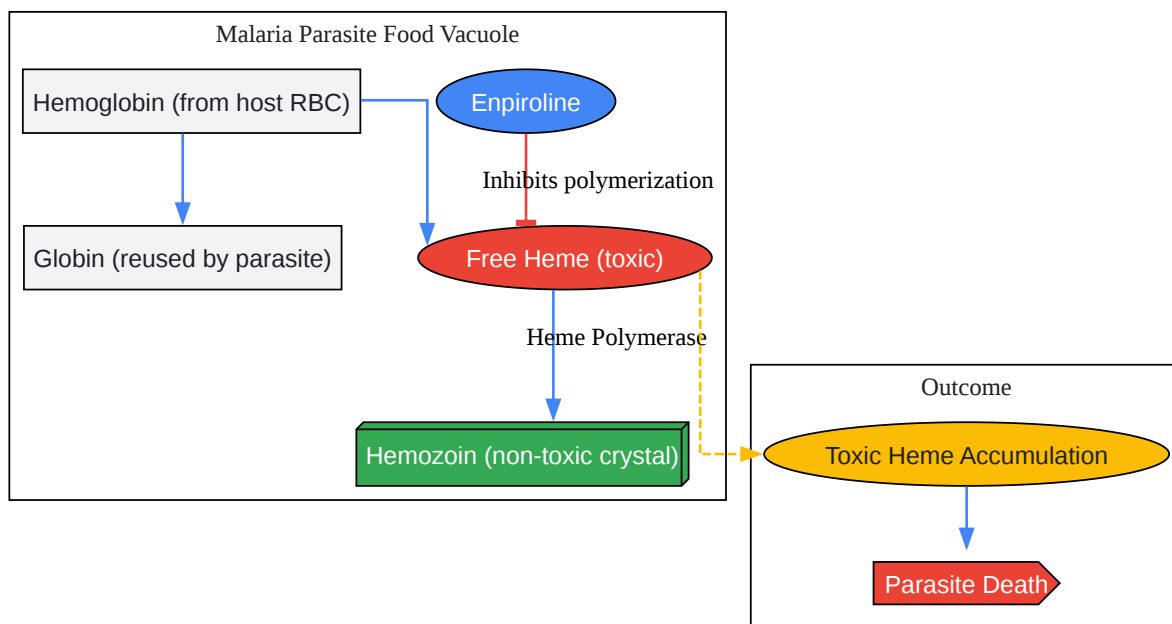 Malaria Parasite Food Vacuole
Hemoglobin (from host RBC)
Enpiroline
Inhibits polymerization
Globin (reused by parasite)
Free Heme (toxic)
Heme Polymerase
Hemozoin (non-toxic crystal)
Outcome
Toxic Heme Accumulation
Parasite Death